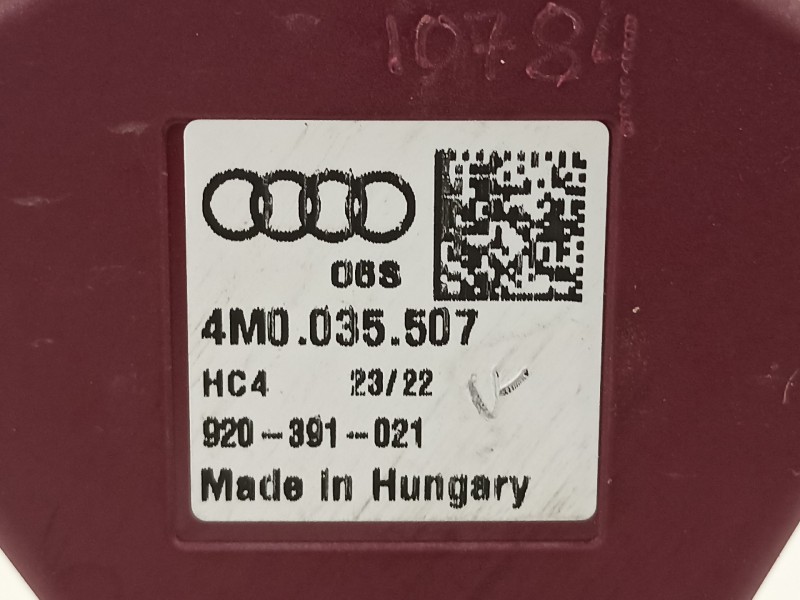 10784
06S
4M0.035.507
HC4 23/22
920-391-021
Made in Hungary